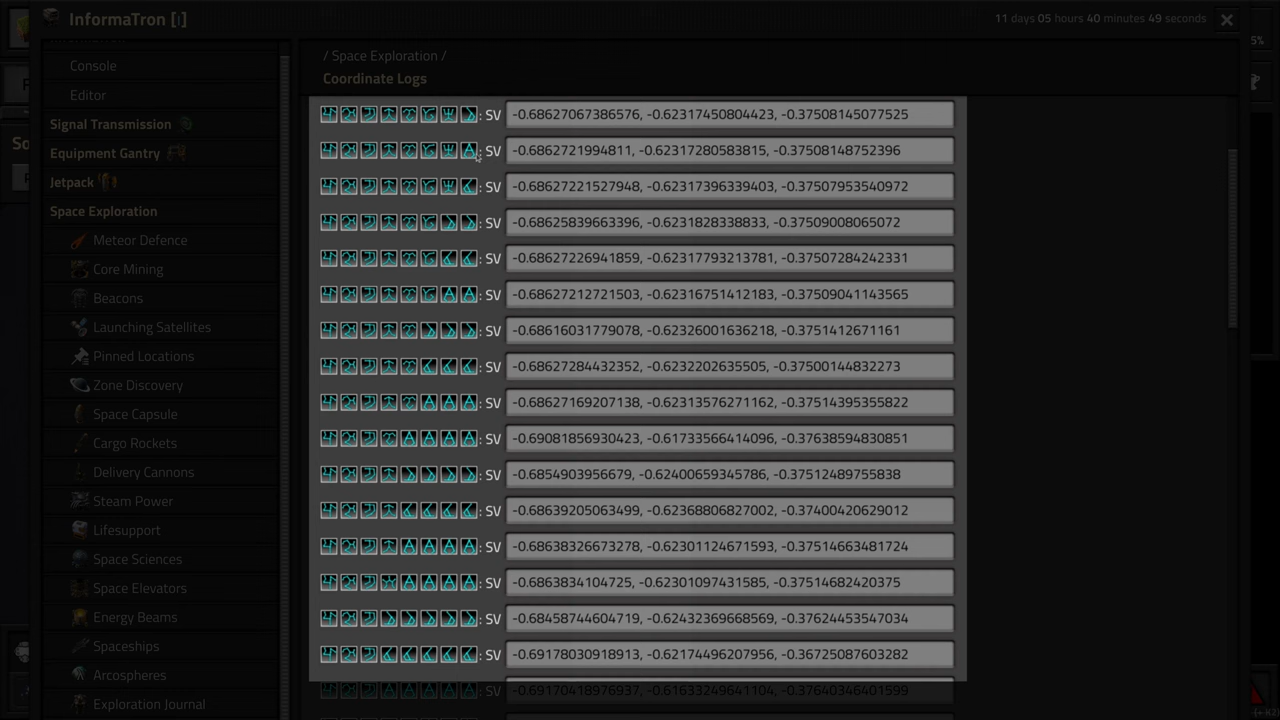 InformaTron [ ]
11 days 05 hours 40 minutes 49 seconds
Console
Editor
Signal Transmission
Equipment Gantry
Jetpack
Space Exploration
Meteor Defence
Core Mining
Beacons
Launching Satellites
Pinned Locations
Zone Discovery
Space Capsule
Cargo Rockets
Delivery Cannons
Steam Power
Lifesupport
Space Sciences
Space Elevators
Energy Beams
Spaceships
Arcospheres
Exploration Journal
/ Space Exploration /
Coordinate Logs
: SV -0.68627067386576, -0.62317450804423, -0.37508145077525
: SV -0.6862721994811, -0.62317280583815, -0.37508148752396
: SV -0.68627221527948, -0.62317396339403, -0.37507953540972
: SV -0.68625839663396, -0.6231828338833, -0.37509008065072
: SV -0.68627226941859, -0.62317793213781, -0.37507284242331
: SV -0.68627212721503, -0.62316751412183, -0.37509041143565
: SV -0.68616031779078, -0.62326001636218, -0.3751412671161
: SV -0.68627284432352, -0.6232202635505, -0.37500144832273
: SV -0.68627169207138, -0.62313576271162, -0.37514395355822
: SV -0.69081856930423, -0.61733566414096, -0.37638594830851
: SV -0.6854903956679, -0.62400659345786, -0.37512489755838
: SV -0.68639205063499, -0.62368806827002, -0.37400420629012
: SV -0.68638326673278, -0.62301124671593, -0.37514663481724
: SV -0.6863834104725, -0.62301097431585, -0.37514682420375
: SV -0.68458744604719, -0.62432369668569, -0.37624453547034
: SV -0.69178030918913, -0.62174496207956, -0.36725087603282
: SV -0.69170418976937, -0.61633249641104, -0.37640346401599